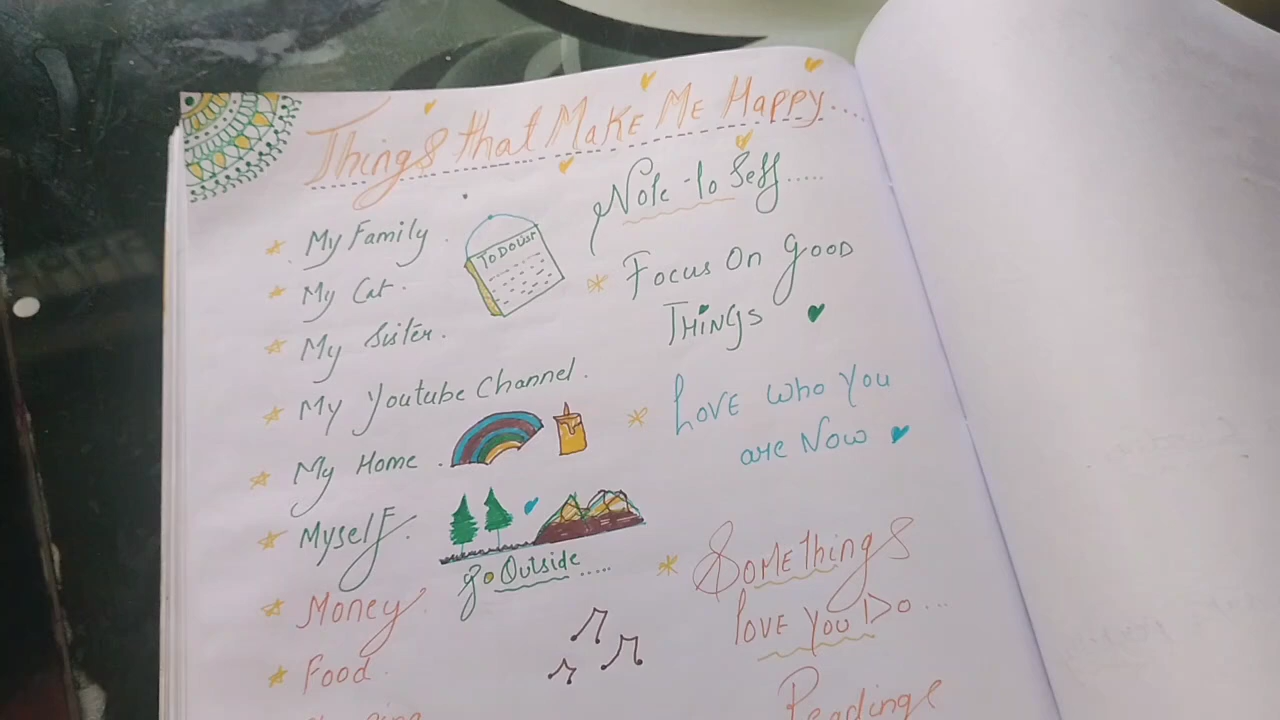 Things that Make Me Happy....
My Family
My Cat.
My Sister.
My Youtube Channel.
My Home.
Myself.
Money.
Food.
To Do List
go Outside.....
Note-to Self.....
Focus On good
THiNGS
Love who You
are Now
Somethings
love you Do...